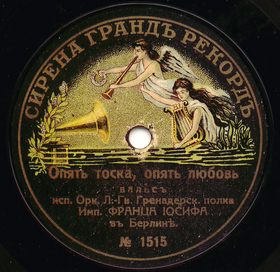 СИРЕНА ГРАНДЪ РЕКОРДЪ
Опять тоска, опять любовь
вальсъ
исп. Орк. Л.-Гв. Гренадерск. полка
Имп. ФРАНЦА ІОСИФА
въ Берлинѣ.
№ 1515